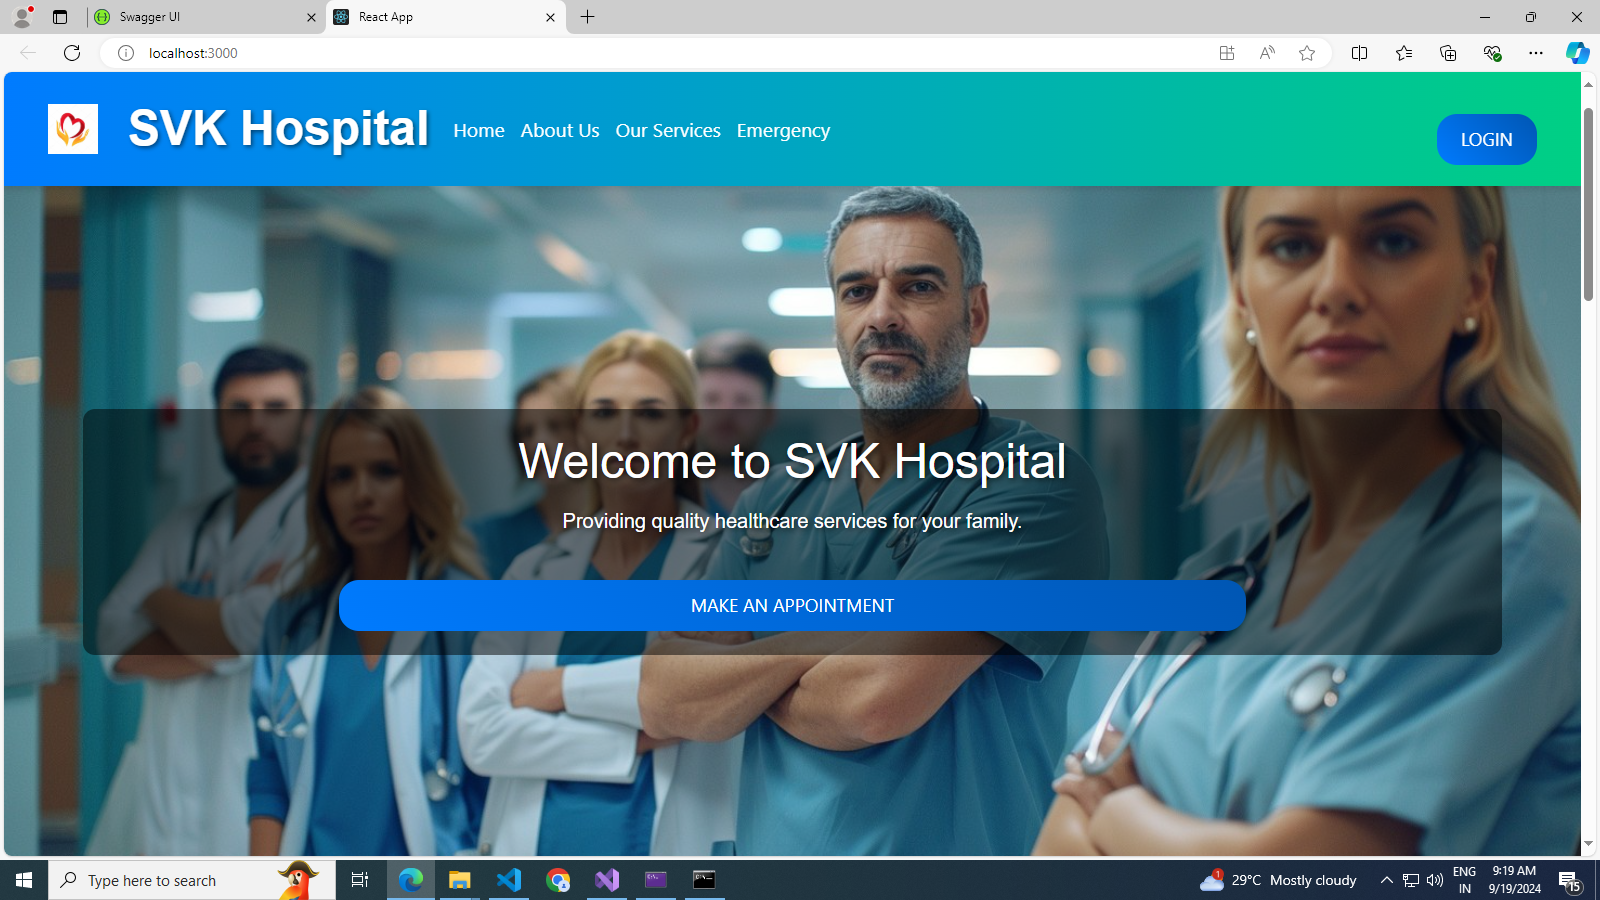 Swagger UI
React App
localhost:3000
SVK Hospital
Home About Us Our Services Emergency
LOGIN
Welcome to SVK Hospital
Providing quality healthcare services for your family.
MAKE AN APPOINTMENT
Type here to search
1
29°C Mostly cloudy
ENG
IN
9:19 AM
9/19/2024
15